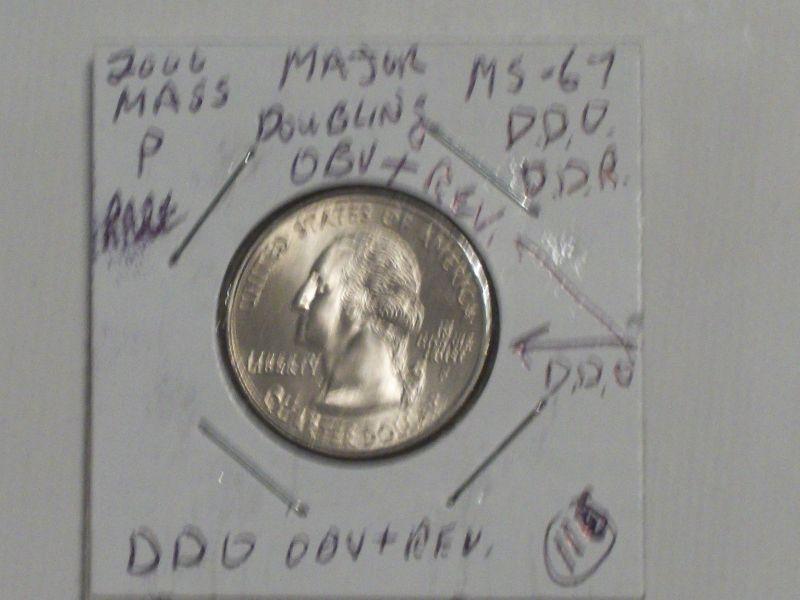 2000 MAJOR MS-67
MASS DOUBLING D.D.O.
P OBV + REV. D.D.R.
RARE
UNITED STATES OF AMERICA
LIBERTY
IN
GOD WE
TRUST
P
QUARTER DOLLAR
D.D.O
DDO OBV + REV.